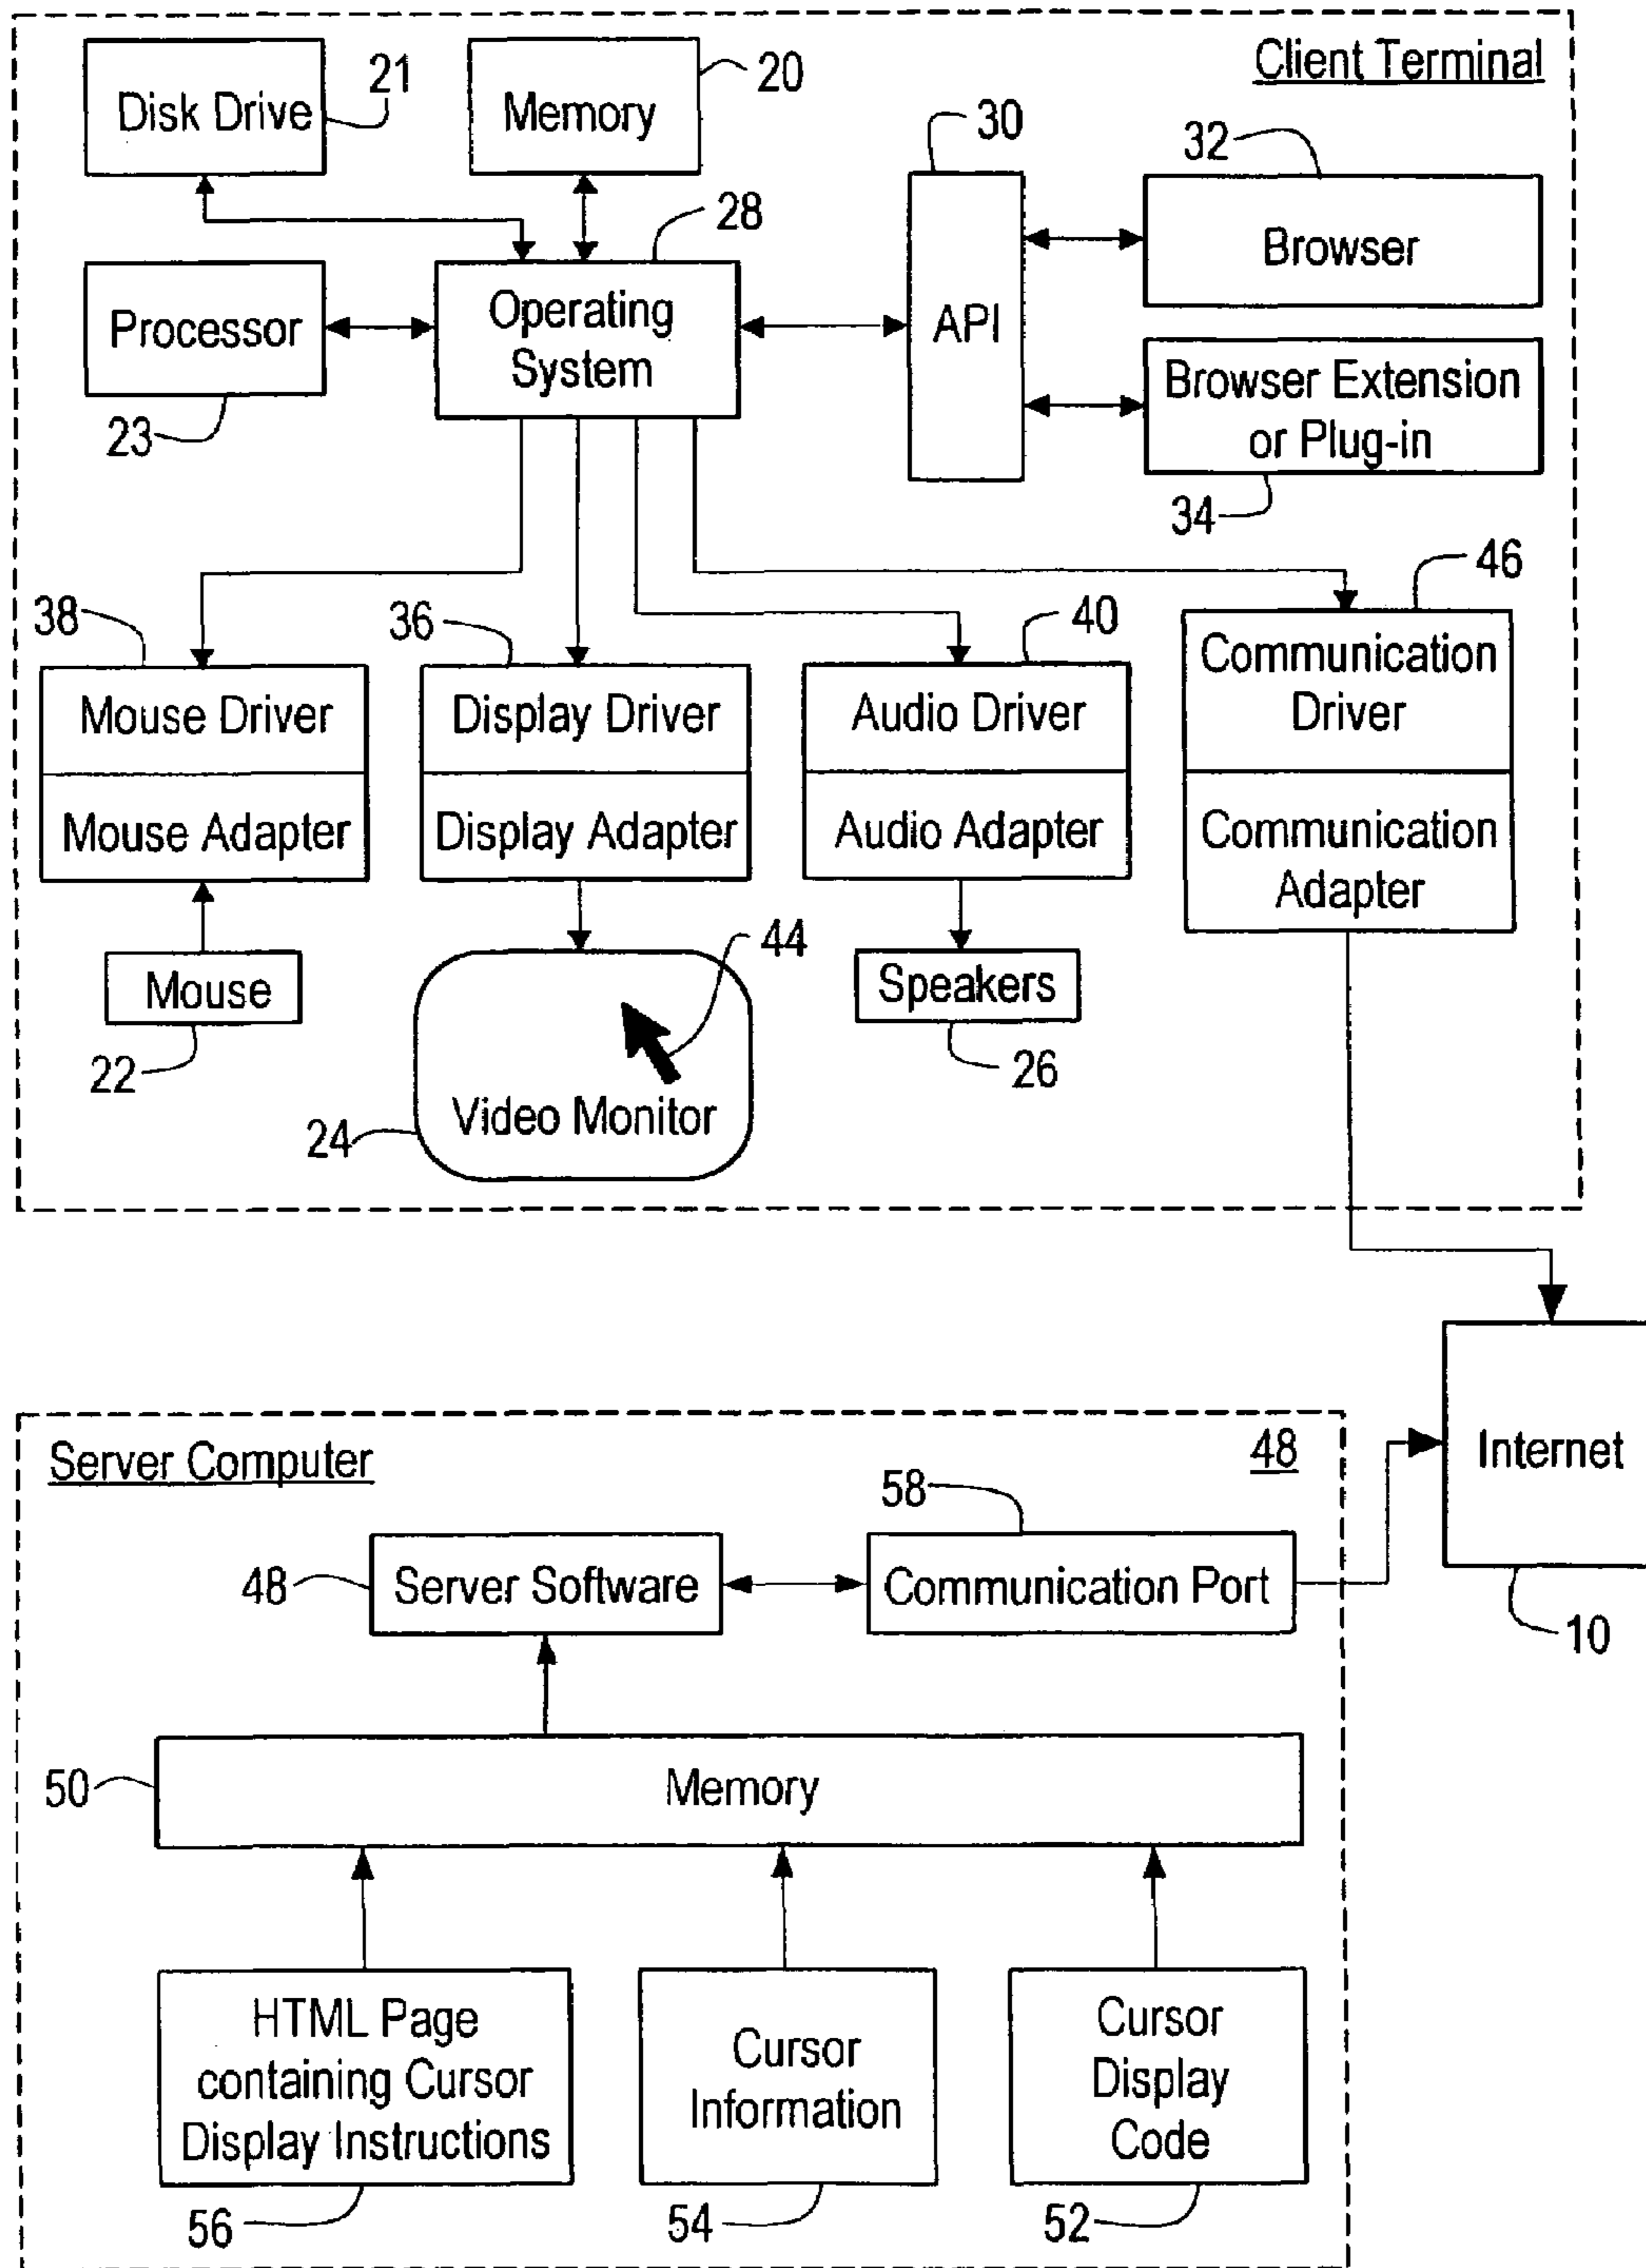 Client Terminal
Disk Drive
21
Memory
20
30
32
28
Processor
23
Operating
System
API
Browser
Browser Extension
or Plug-in
34
38
36
40
46
Mouse Driver
Mouse Adapter
Display Driver
Display Adapter
Audio Driver
Audio Adapter
Communication
Driver
Communication
Adapter
Mouse
22
44
Video Monitor
24
Speakers
26
Internet
10
Server Computer
48
58
48
Server Software
Communication Port
50
Memory
HTML Page
containing Cursor
Display Instructions
56
Cursor
Information
54
Cursor
Display
Code
52